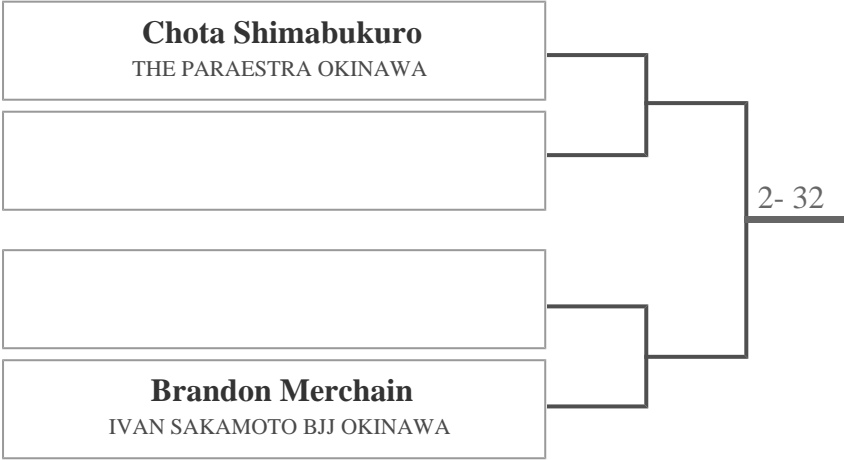 Chota Shimabukuro
THE PARAESTRA OKINAWA
2- 32
Brandon Merchain
IVAN SAKAMOTO BJJ OKINAWA